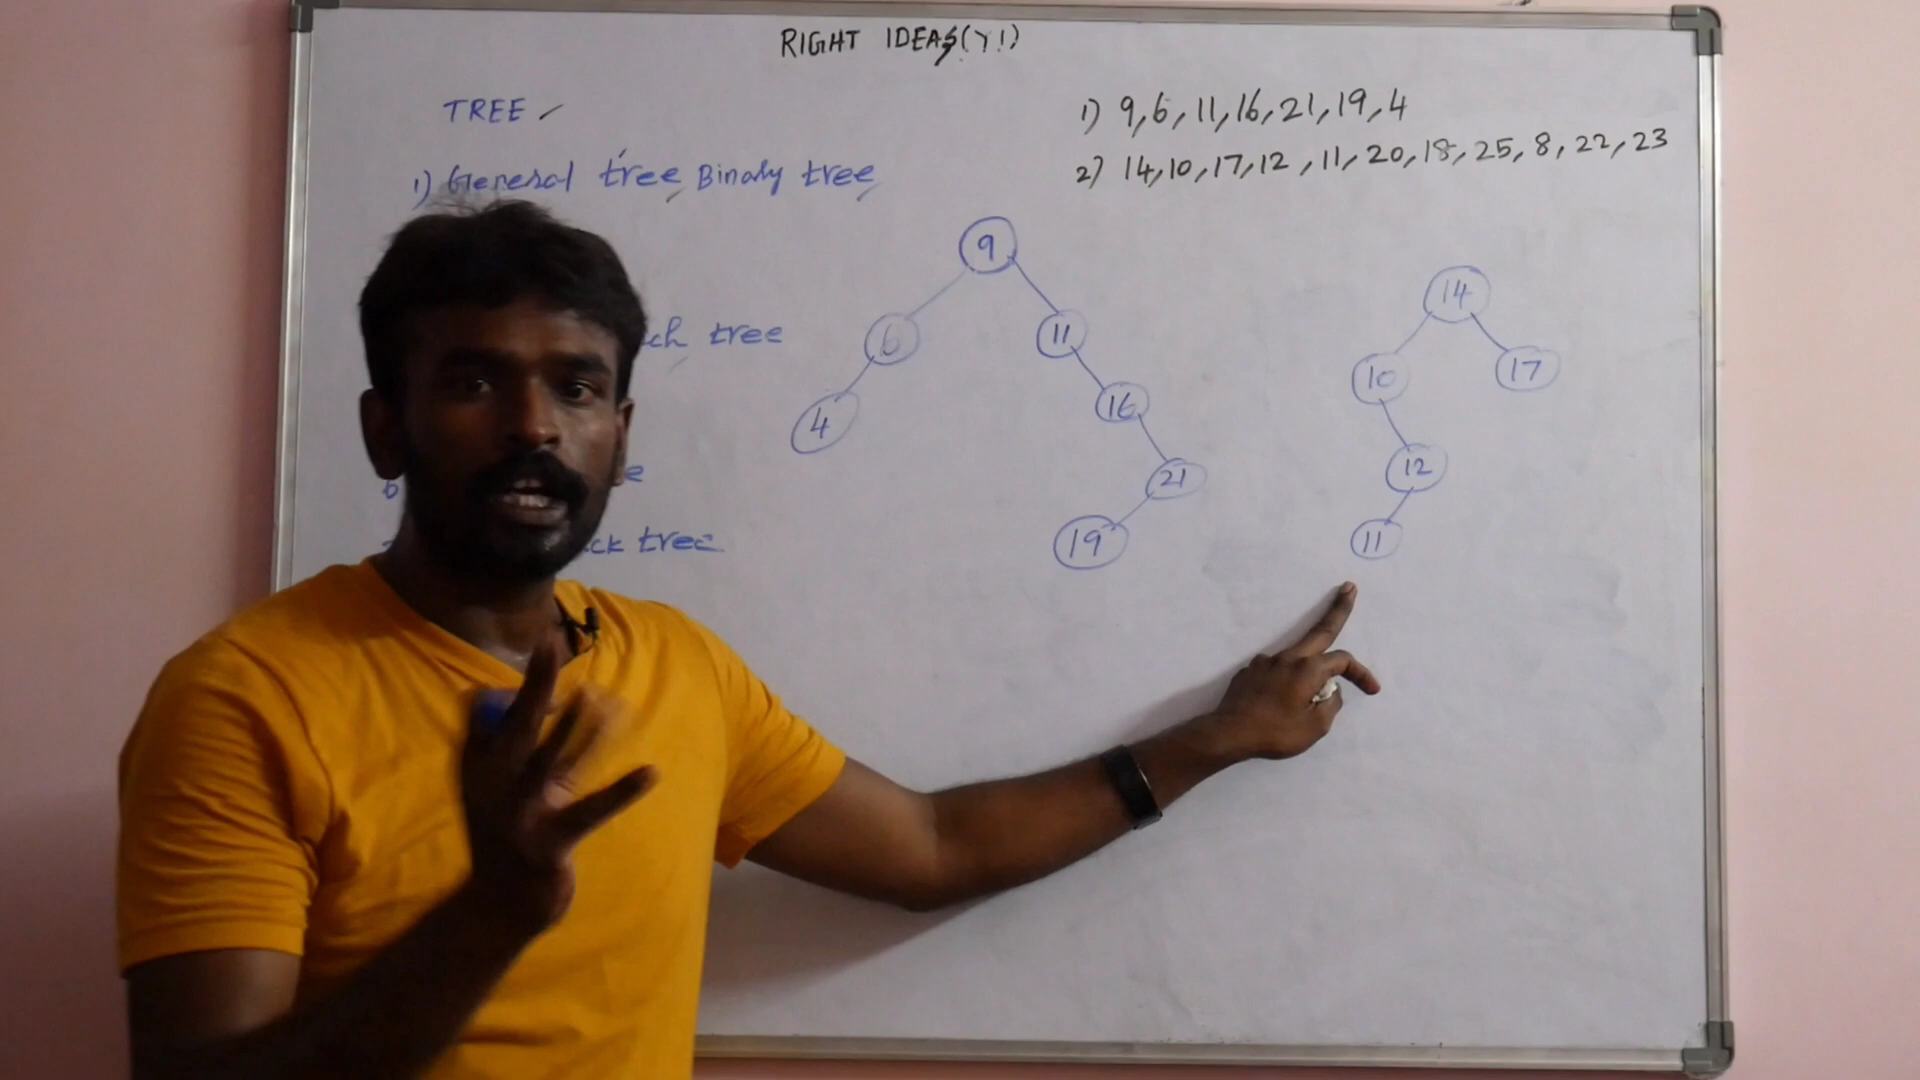 RIGHT IDEAS(Y!)
TREE
1) General tree, Binary tree,
tree
1) 9,6,11,16,21,19,4
2) 14,10,17,12,11,20,18,25,8,22,23
9
6 11
4 16
21
19
14
10 17
12
11
b
tree